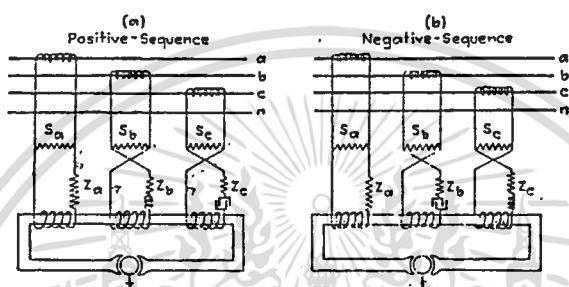 (a)
Positive-Sequence
a
b
c
n
Sa
Sb
Sc
Za
Zb
Zc
(b)
Negative-Sequence
a
b
c
n
Sa
Sb
Sc
Za
Zb
Zc